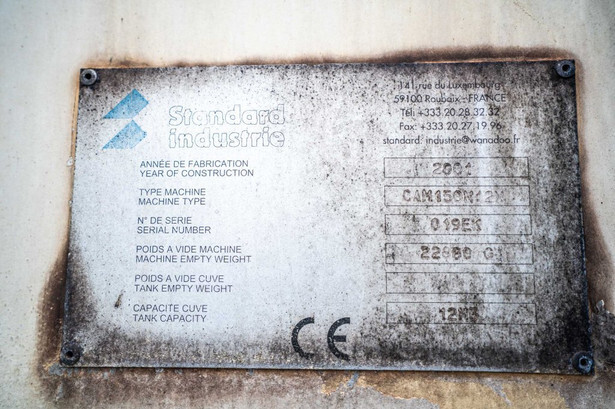 Standard
industrie
141, rue du Luxembourg
59100 Roubaix - FRANCE
Tél : +333 20.28.32.32
Fax: +333 20.27.19.96
standard. industrie@wanadoo.fr
ANNÉE DE FABRICATION
YEAR OF CONSTRUCTION
2001
TYPE MACHINE
MACHINE TYPE
N° DE SERIE
SERIAL NUMBER
019EK
POIDS A VIDE MACHINE
MACHINE EMPTY WEIGHT
POIDS A VIDE CUVE
TANK EMPTY WEIGHT
CAPACITE CUVE
TANK CAPACITY
12M3
CE